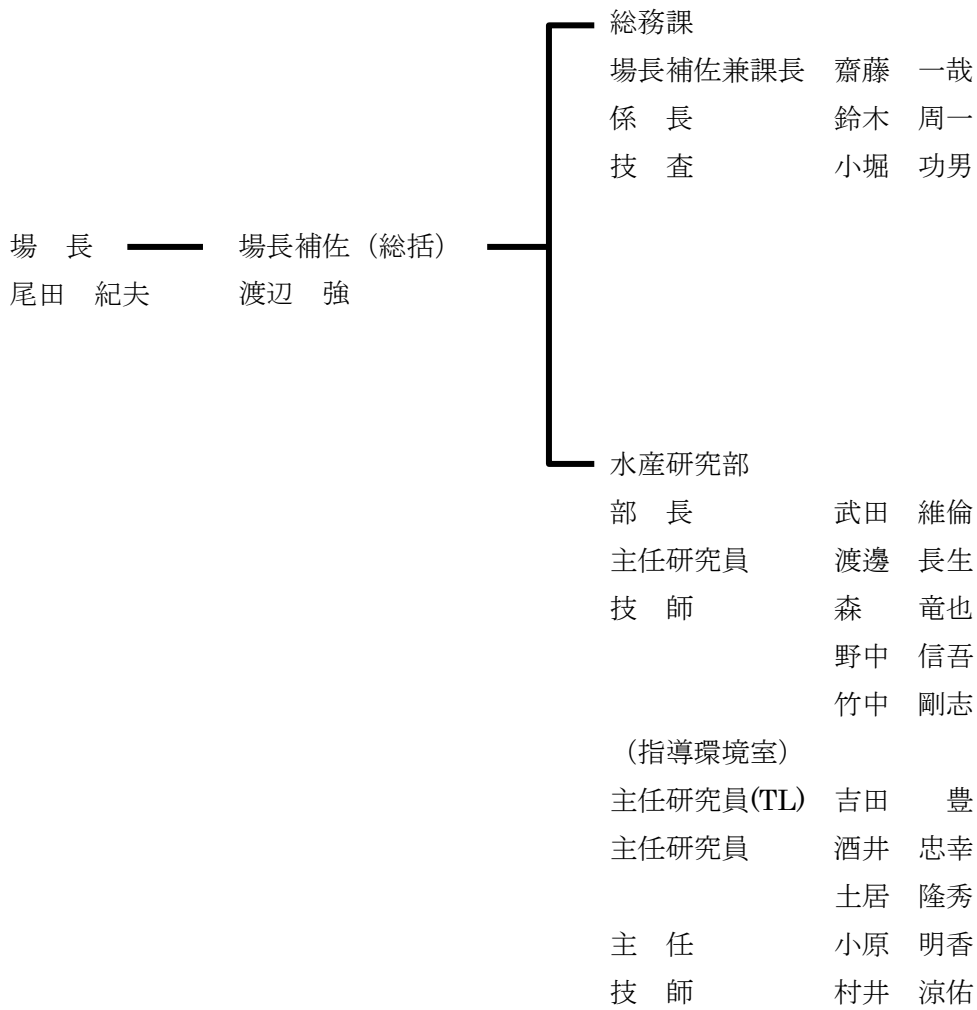 総務課
場長補佐兼課長　齋藤　一哉
係　長　鈴木　周一
技　査　小堀　功男
場　長　場長補佐（総括）
尾田　紀夫　渡辺　強
水産研究部
部　長　武田　維倫
主任研究員　渡邊　長生
技　師　森　竜也
野中　信吾
竹中　剛志
（指導環境室）
主任研究員(TL)　吉田　豊
主任研究員　酒井　忠幸
土居　隆秀
主　任　小原　明香
技　師　村井　涼佑